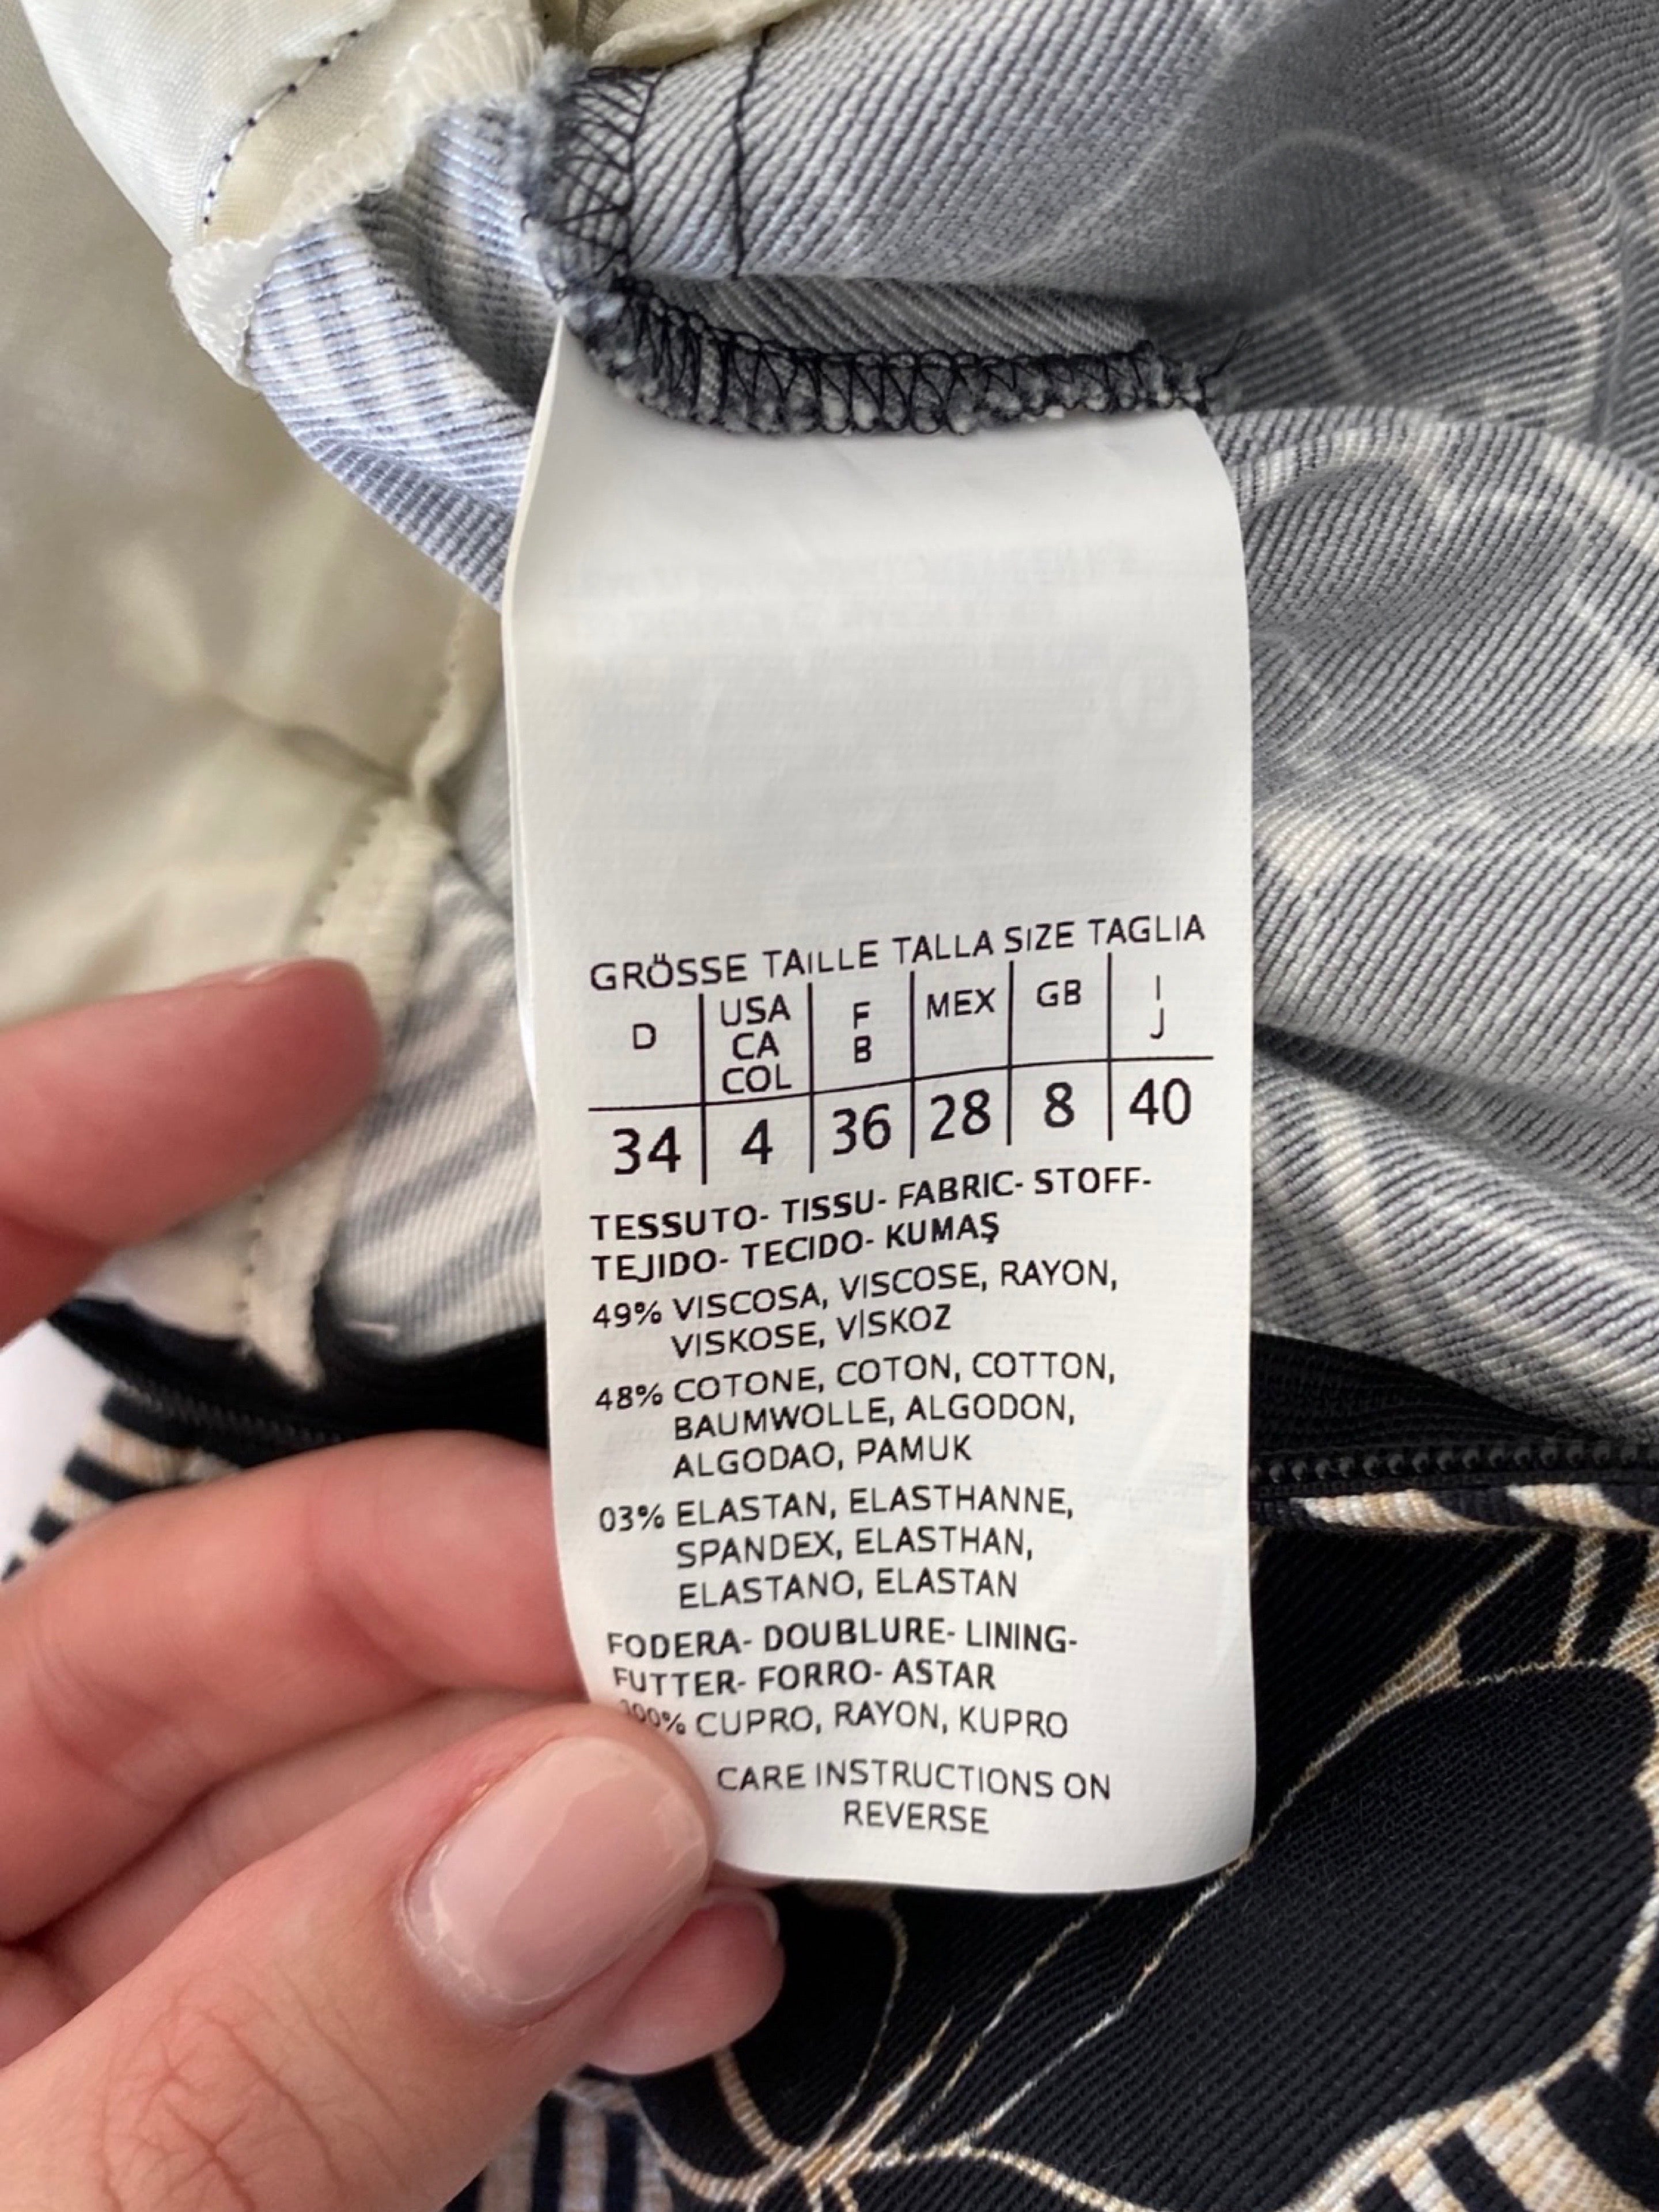 GRÖSSE TAILLE TALLA SIZE TAGLIA
D USA CA COL F B MEX GB I J
34 4 36 28 8 40
TESSUTO- TISSU- FABRIC- STOFF-
TEJIDO- TECIDO- KUMAŞ
49% VISCOSA, VISCOSE, RAYON,
VISKOSE, VISKOZ
48% COTONE, COTON, COTTON,
BAUMWOLLE, ALGODON,
ALGODAO, PAMUK
03% ELASTAN, ELASTHANNE,
SPANDEX, ELASTHAN,
ELASTANO, ELASTAN
FODERA- DOUBLURE- LINING-
FUTTER- FORRO- ASTAR
100% CUPRO, RAYON, KUPRO
CARE INSTRUCTIONS ON
REVERSE